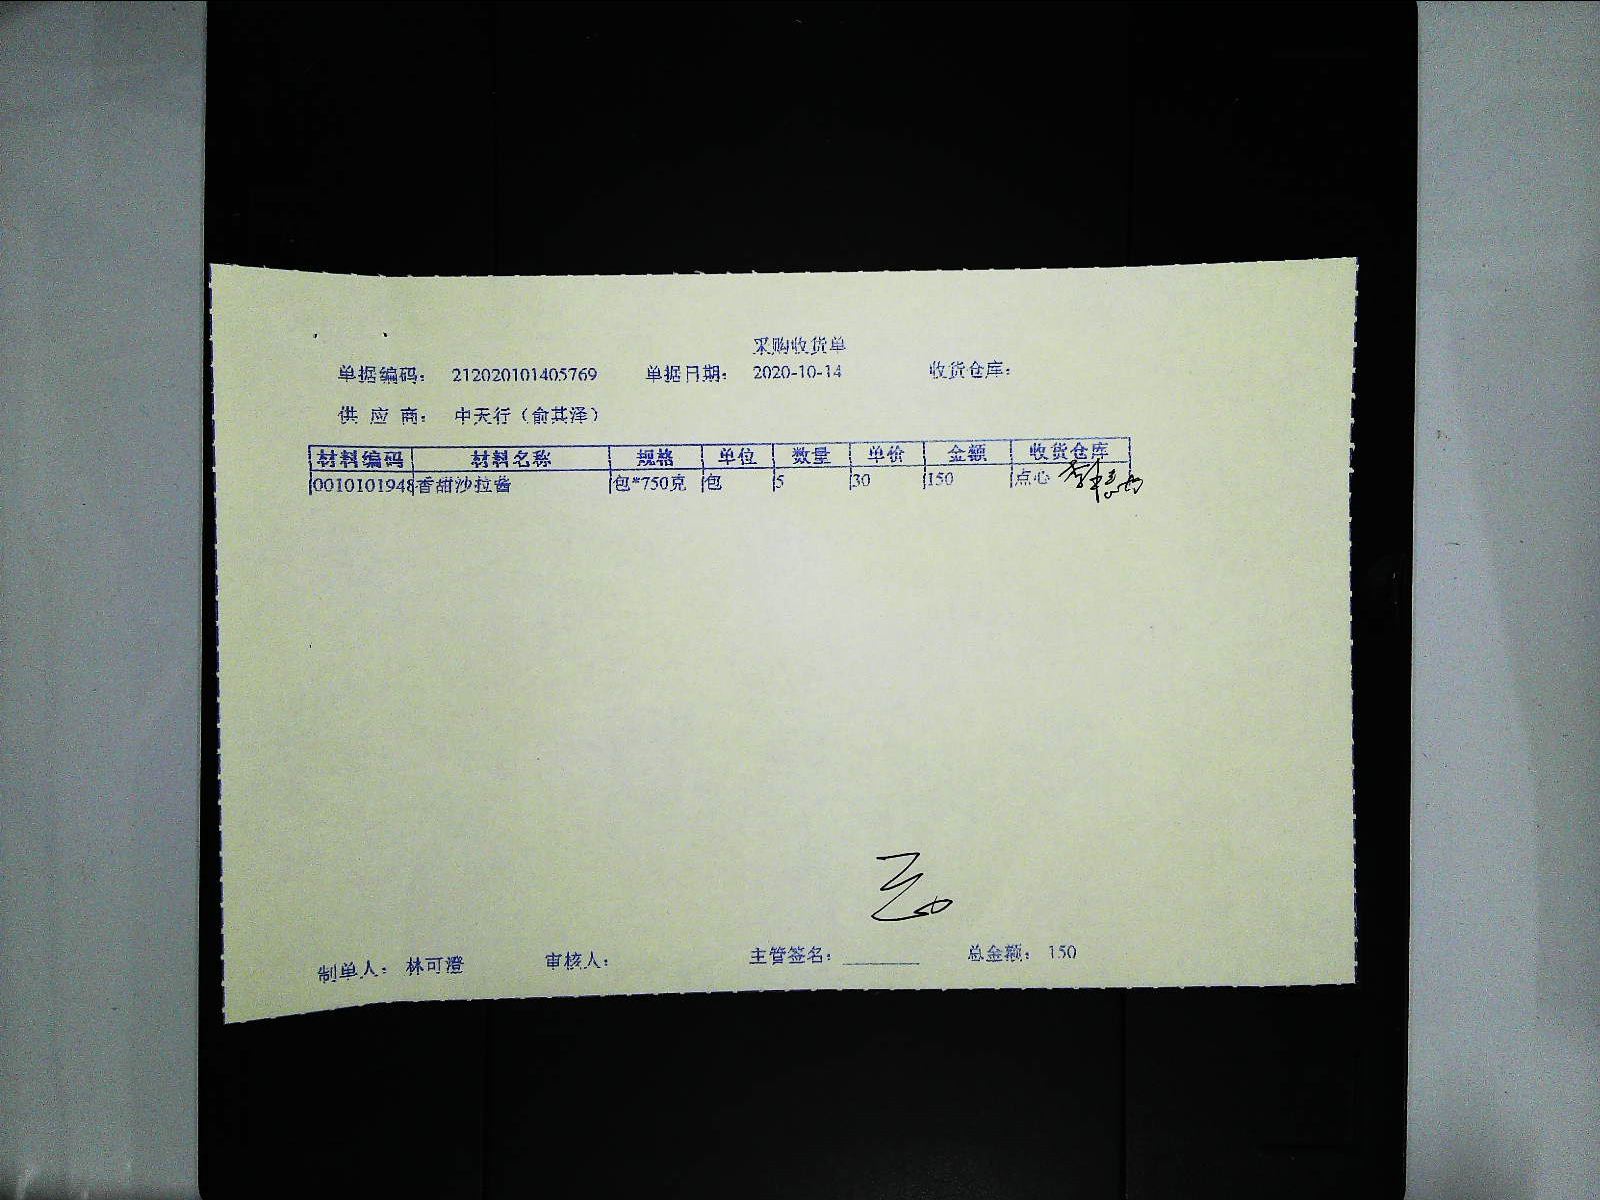 采购收货单
单据编码: 212020101405769 单据日期: 2020-10-14 收货仓库:
供 应 商: 中天行(俞其泽)
材料编码 材料名称 规格 单位 数量 单价 金额 收货仓库
0010101948 香甜沙拉酱 包*750克 包 5 30 150 点心
制单人: 林可澄 审核人: 主管签名: ________ 总金额: 150